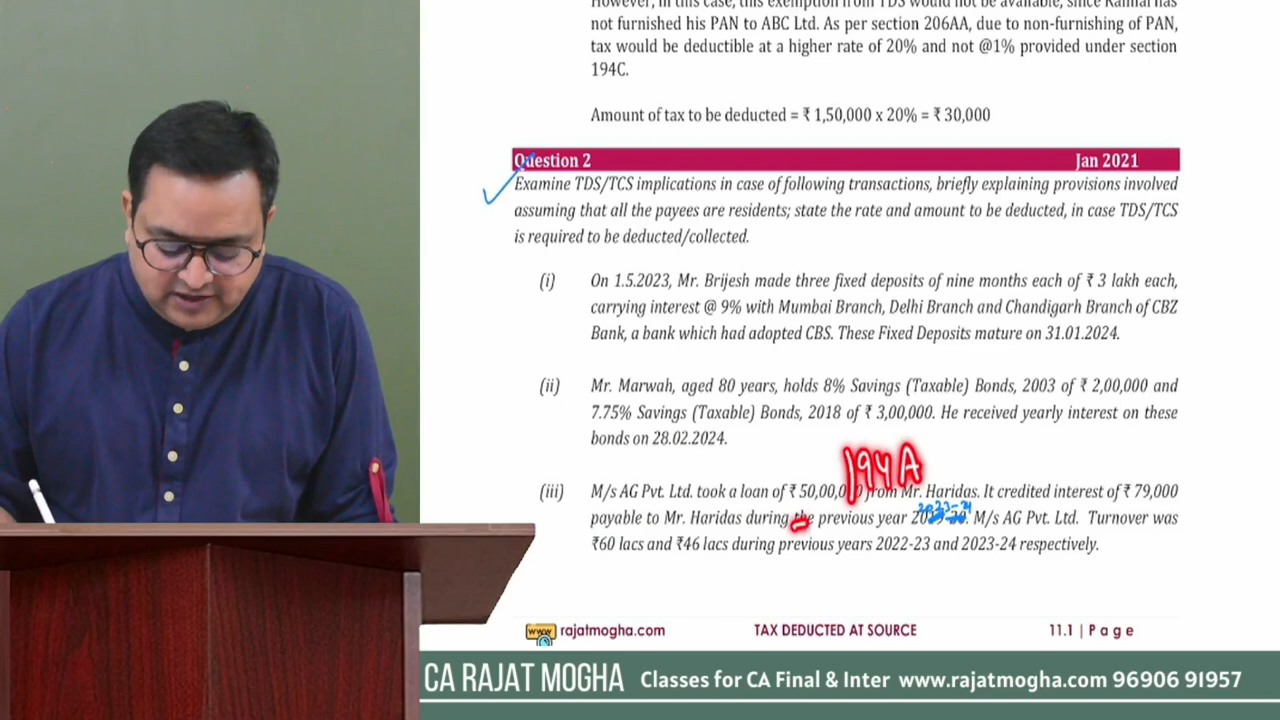 However, in this case, this exemption from TDS would not be available, since Kamal has
not furnished his PAN to ABC Ltd. As per section 206AA, due to non-furnishing of PAN,
tax would be deductible at a higher rate of 20% and not @1% provided under section
194C.
Amount of tax to be deducted = ₹ 1,50,000 x 20% = ₹ 30,000
Question 2 Jan 2021
Examine TDS/TCS implications in case of following transactions, briefly explaining provisions involved
assuming that all the payees are residents; state the rate and amount to be deducted, in case TDS/TCS
is required to be deducted/collected.
(i) On 1.5.2023, Mr. Brijesh made three fixed deposits of nine months each of ₹ 3 lakh each,
carrying interest @ 9% with Mumbai Branch, Delhi Branch and Chandigarh Branch of CBZ
Bank, a bank which had adopted CBS. These Fixed Deposits mature on 31.01.2024.
(ii) Mr. Marwah, aged 80 years, holds 8% Savings (Taxable) Bonds, 2003 of ₹ 2,00,000 and
7.75% Savings (Taxable) Bonds, 2018 of ₹ 3,00,000. He received yearly interest on these
bonds on 28.02.2024.
194A
(iii) M/s AG Pvt. Ltd. took a loan of ₹ 50,00,000 from Mr. Haridas. It credited interest of ₹ 79,000
2023-24
payable to Mr. Haridas during the previous year 2019-20. M/s AG Pvt. Ltd. Turnover was
₹60 lacs and ₹46 lacs during previous years 2022-23 and 2023-24 respectively.
www rajatmogha.com TAX DEDUCTED AT SOURCE 11.1 | P a g e
CA RAJAT MOGHA Classes for CA Final & Inter www.rajatmogha.com 96906 91957